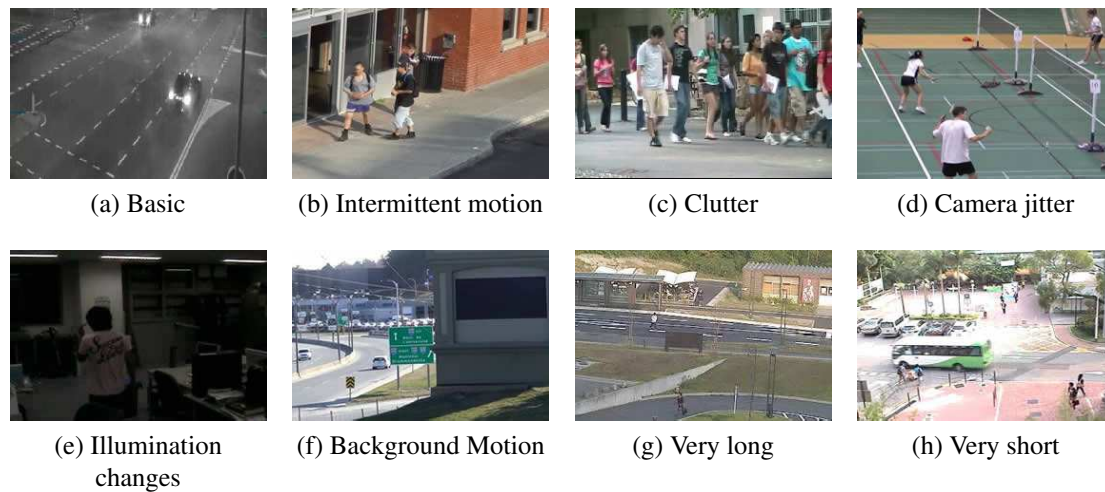 (a) Basic
(b) Intermittent motion
(c) Clutter
(d) Camera jitter
(e) Illumination
changes
(f) Background Motion
(g) Very long
(h) Very short